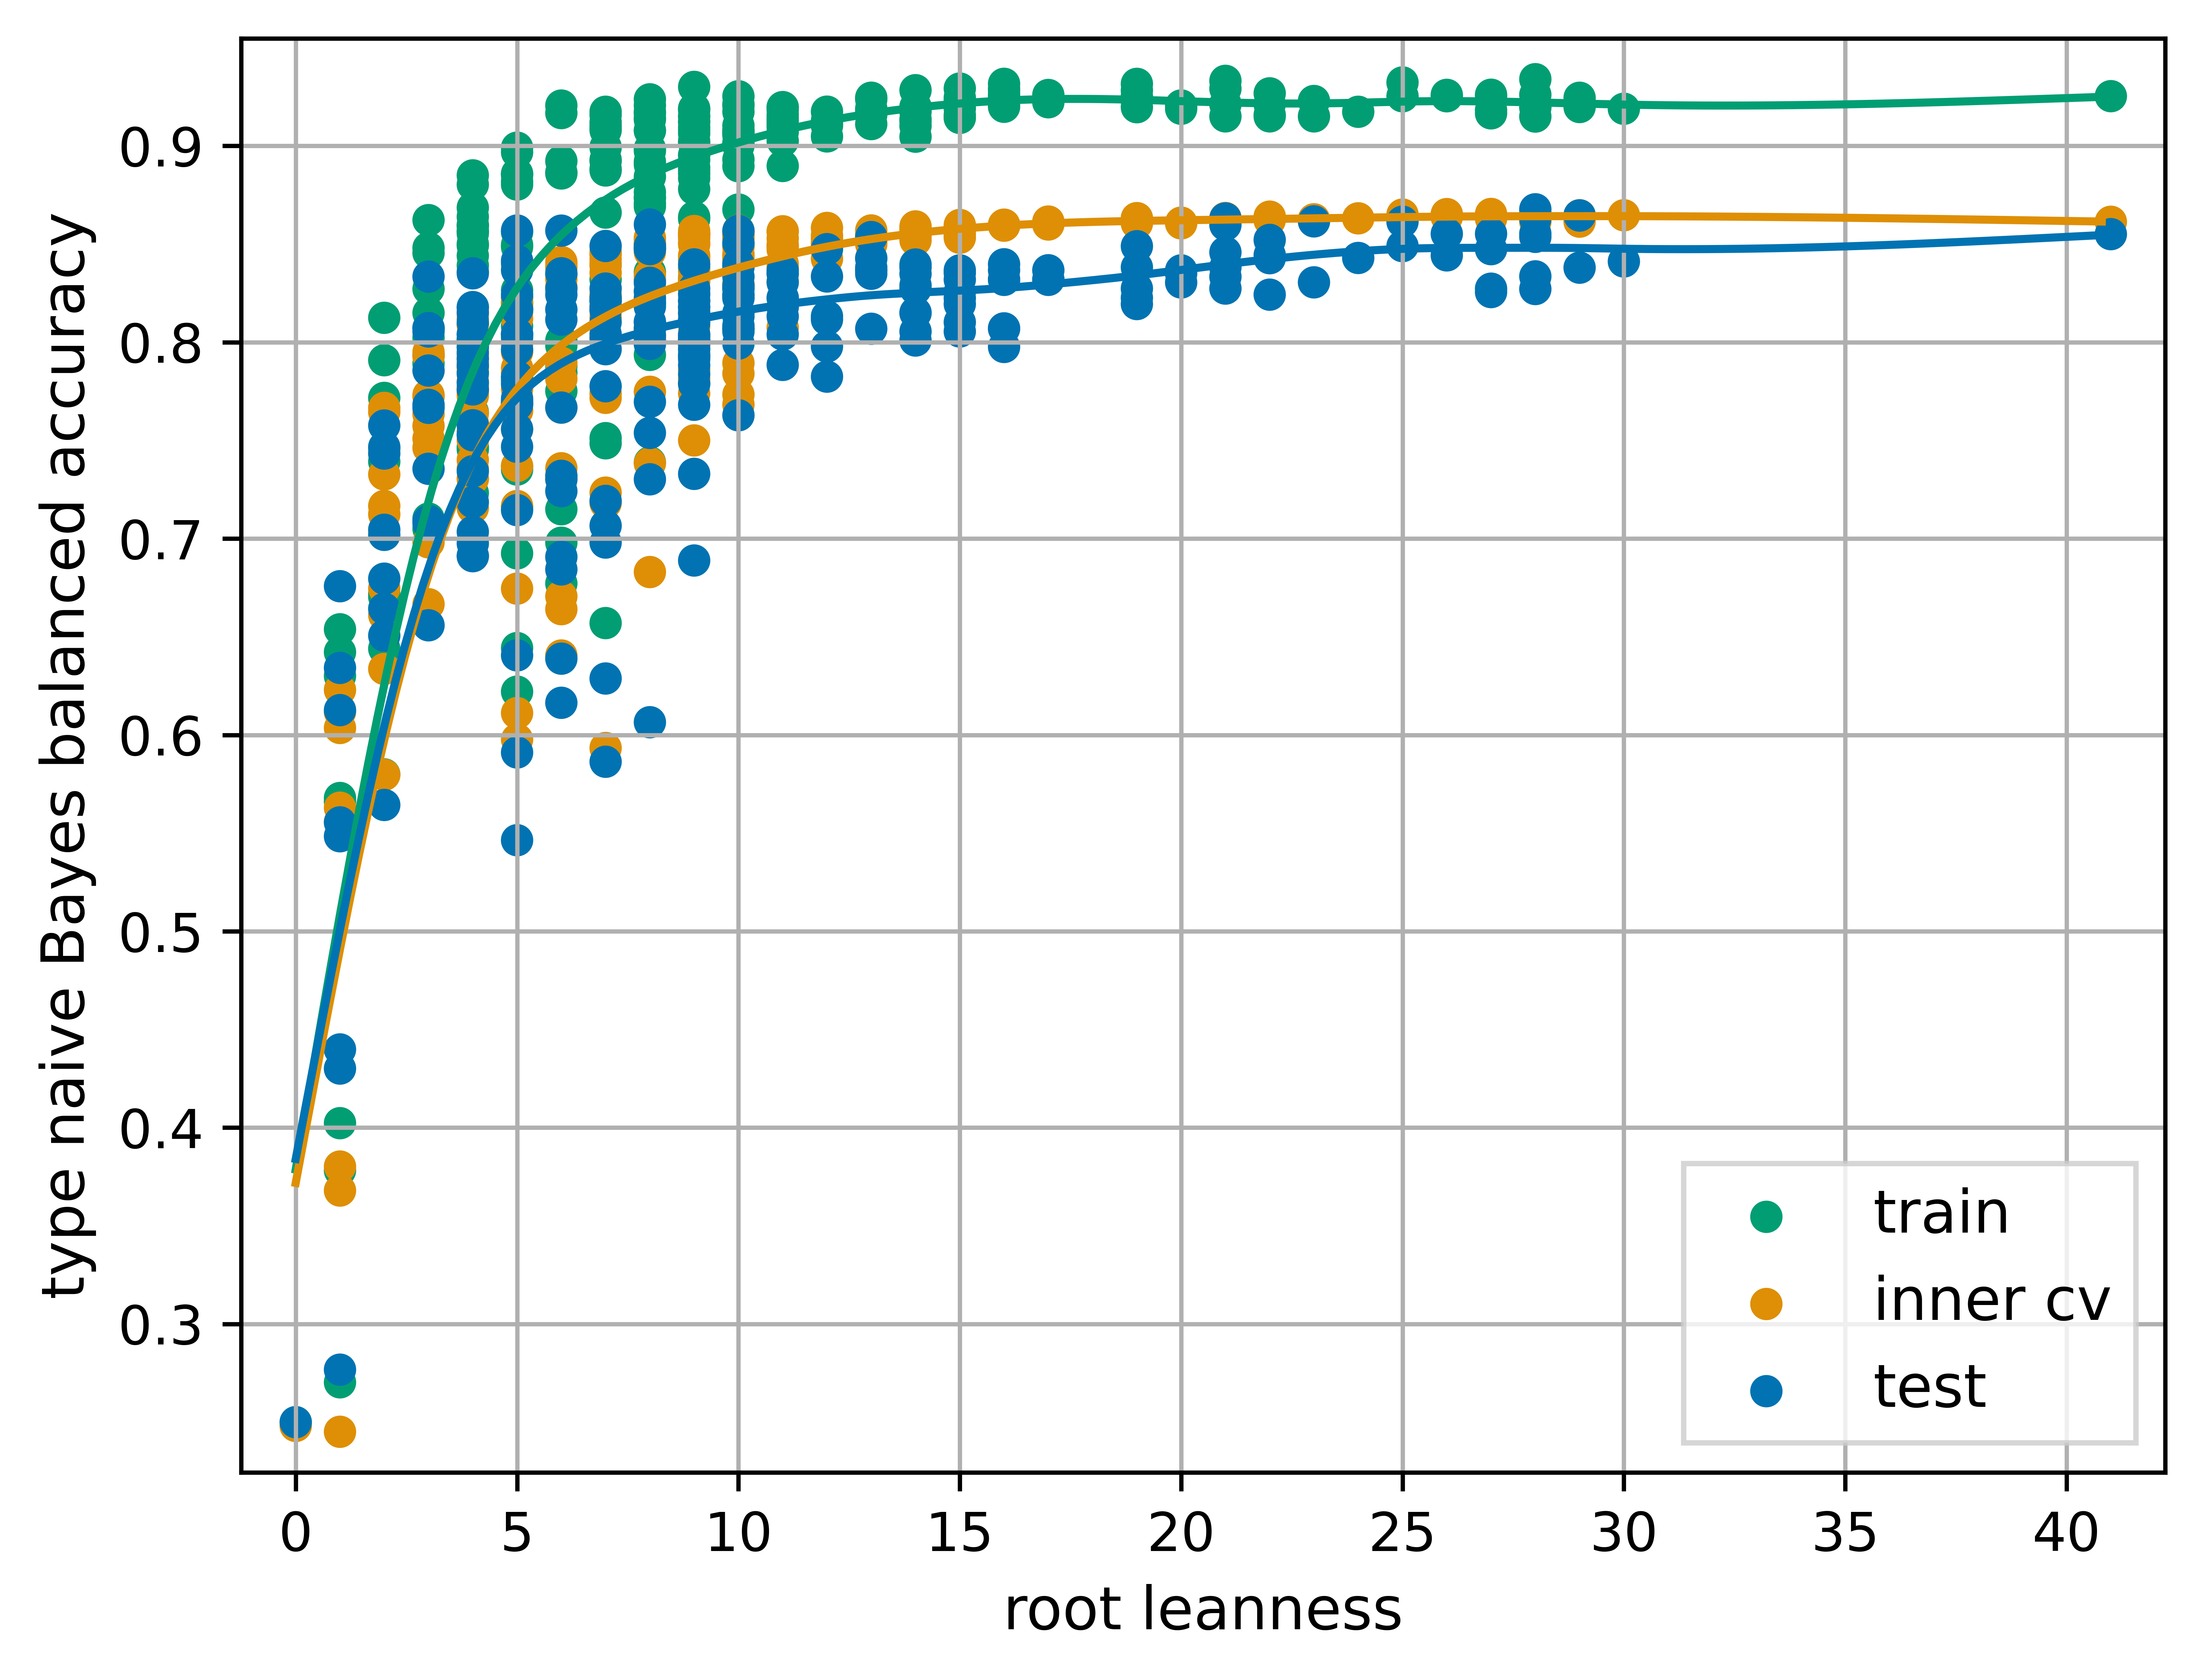 type naive Bayes balanced accuracy
0.9
0.8
0.7
0.6
0.5
0.4
0.3
train
inner cv
test
0 5 10 15 20 25 30 35 40
root leanness